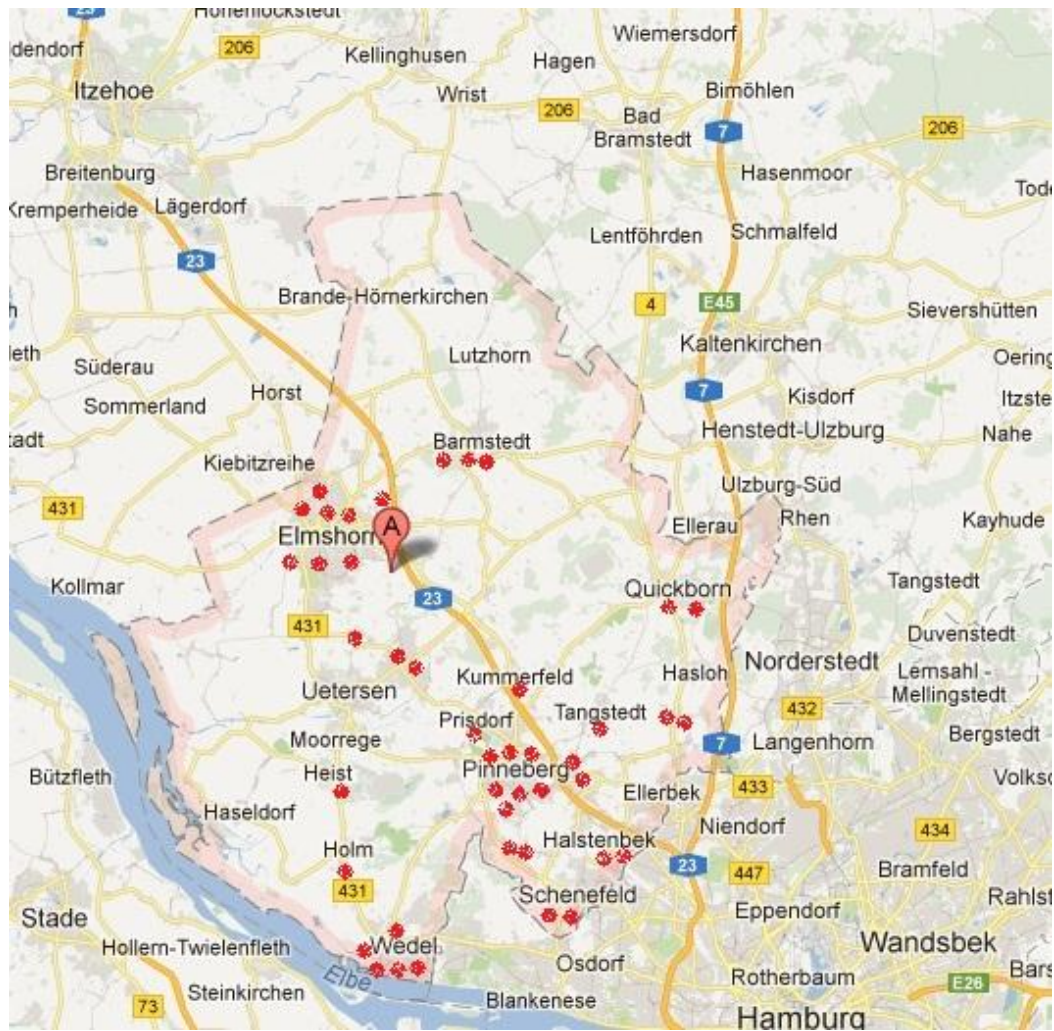 23
Hohenlockstedt
dendorf
206
Kellinghusen
Wiemersdorf
Hagen
Itzehoe
Wrist
Bimöhlen
206
Bad
Bramstedt
7
206
Breitenburg
Hasenmoor
Kremperheide
Lägerdorf
Lentföhrden
Schmalfeld
23
Brande-Hörnerkirchen
4
E45
Sievershütten
Süderau
Lutzhorn
Kaltenkirchen
Oering
Horst
7
Kisdorf
Itzste
Sommerland
Barmstedt
Henstedt-Ulzburg
Nahe
Kiebitzreihe
Ulzburg-Süd
431
Ellerau
Rhen
Kayhude
Elmshorn
A
Kollmar
23
Quickborn
Tangstedt
431
Duvenstedt
Norderstedt
Lemsahl -
Mellingstedt
Uetersen
Kummerfeld
Hasloh
Prisdorf
Tangstedt
432
Moorrege
7
Langenhorn
Bergstedt
Bützfleth
Heist
Pinneberg
Ellerbek
433
Volksd
Haseldorf
Niendorf
434
Holm
Halstenbek
23
447
Bramfeld
431
Schenefeld
Rahlst
Stade
Eppendorf
Hollern-Twielenfleth
Wedel
Wandsbek
Osdorf
Elbe
Rotherbaum
E26
Bars
Steinkirchen
73
Blankenese
Hamburg